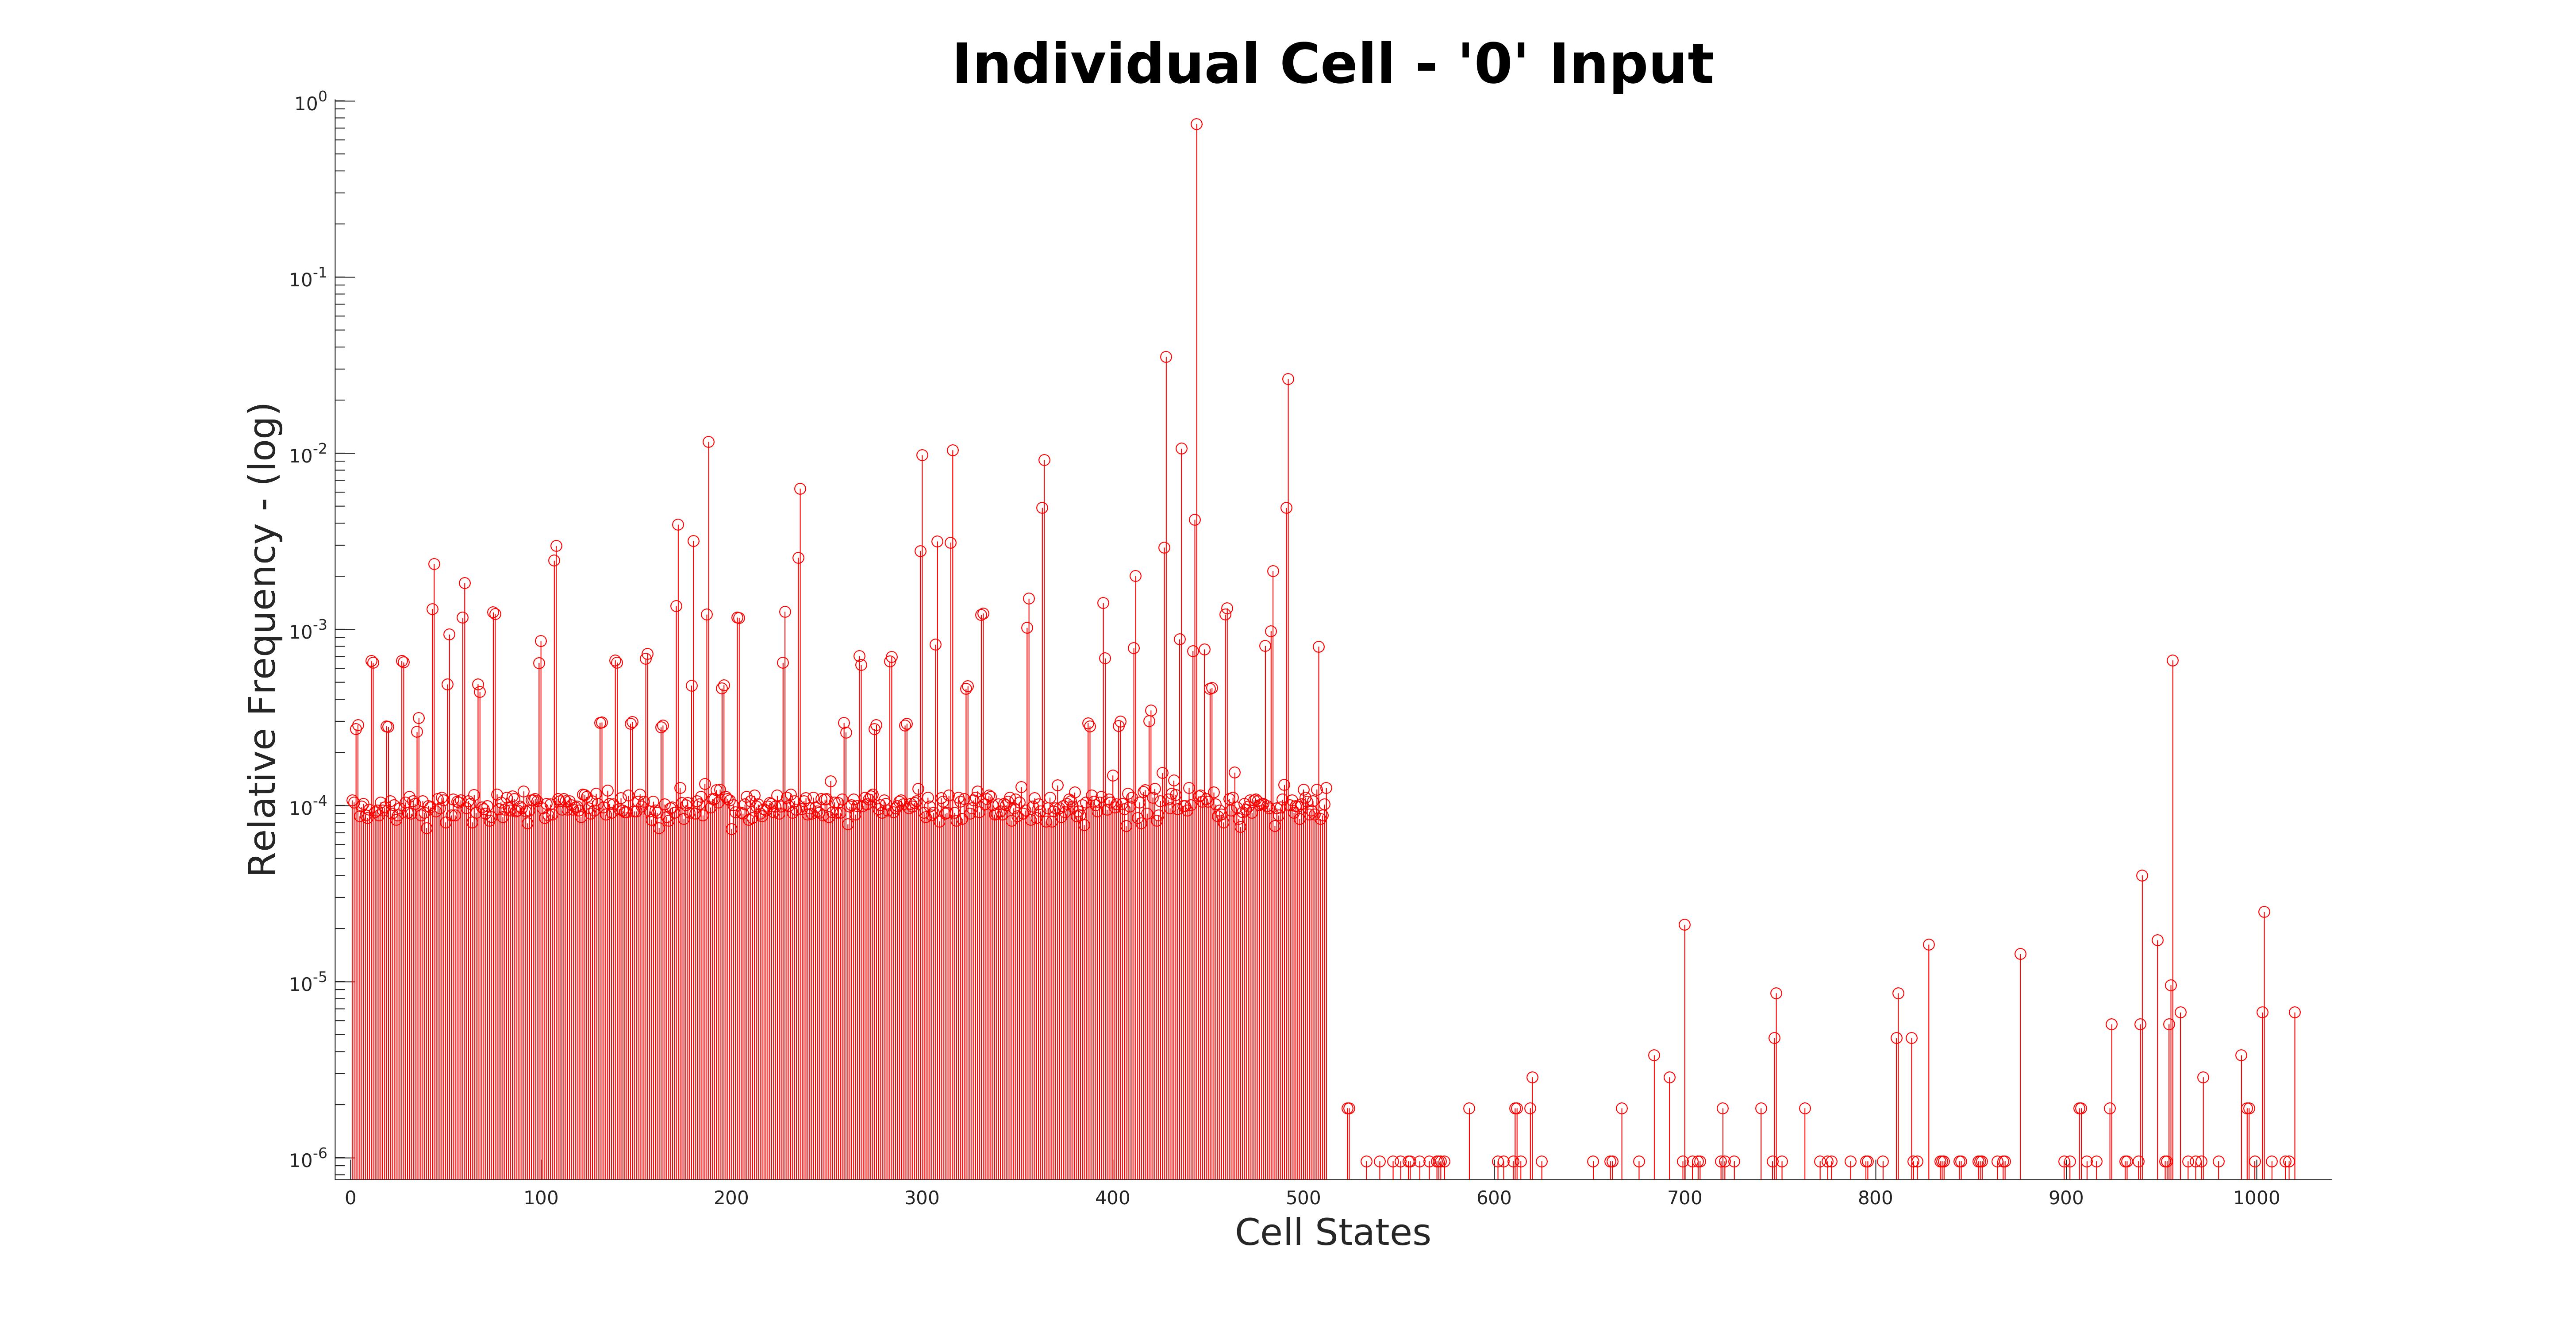 Individual Cell - '0' Input
Relative Frequency - (log)
10^0
10^-1
10^-2
10^-3
10^-4
10^-5
10^-6
0 100 200 300 400 500 600 700 800 900 1000
Cell States